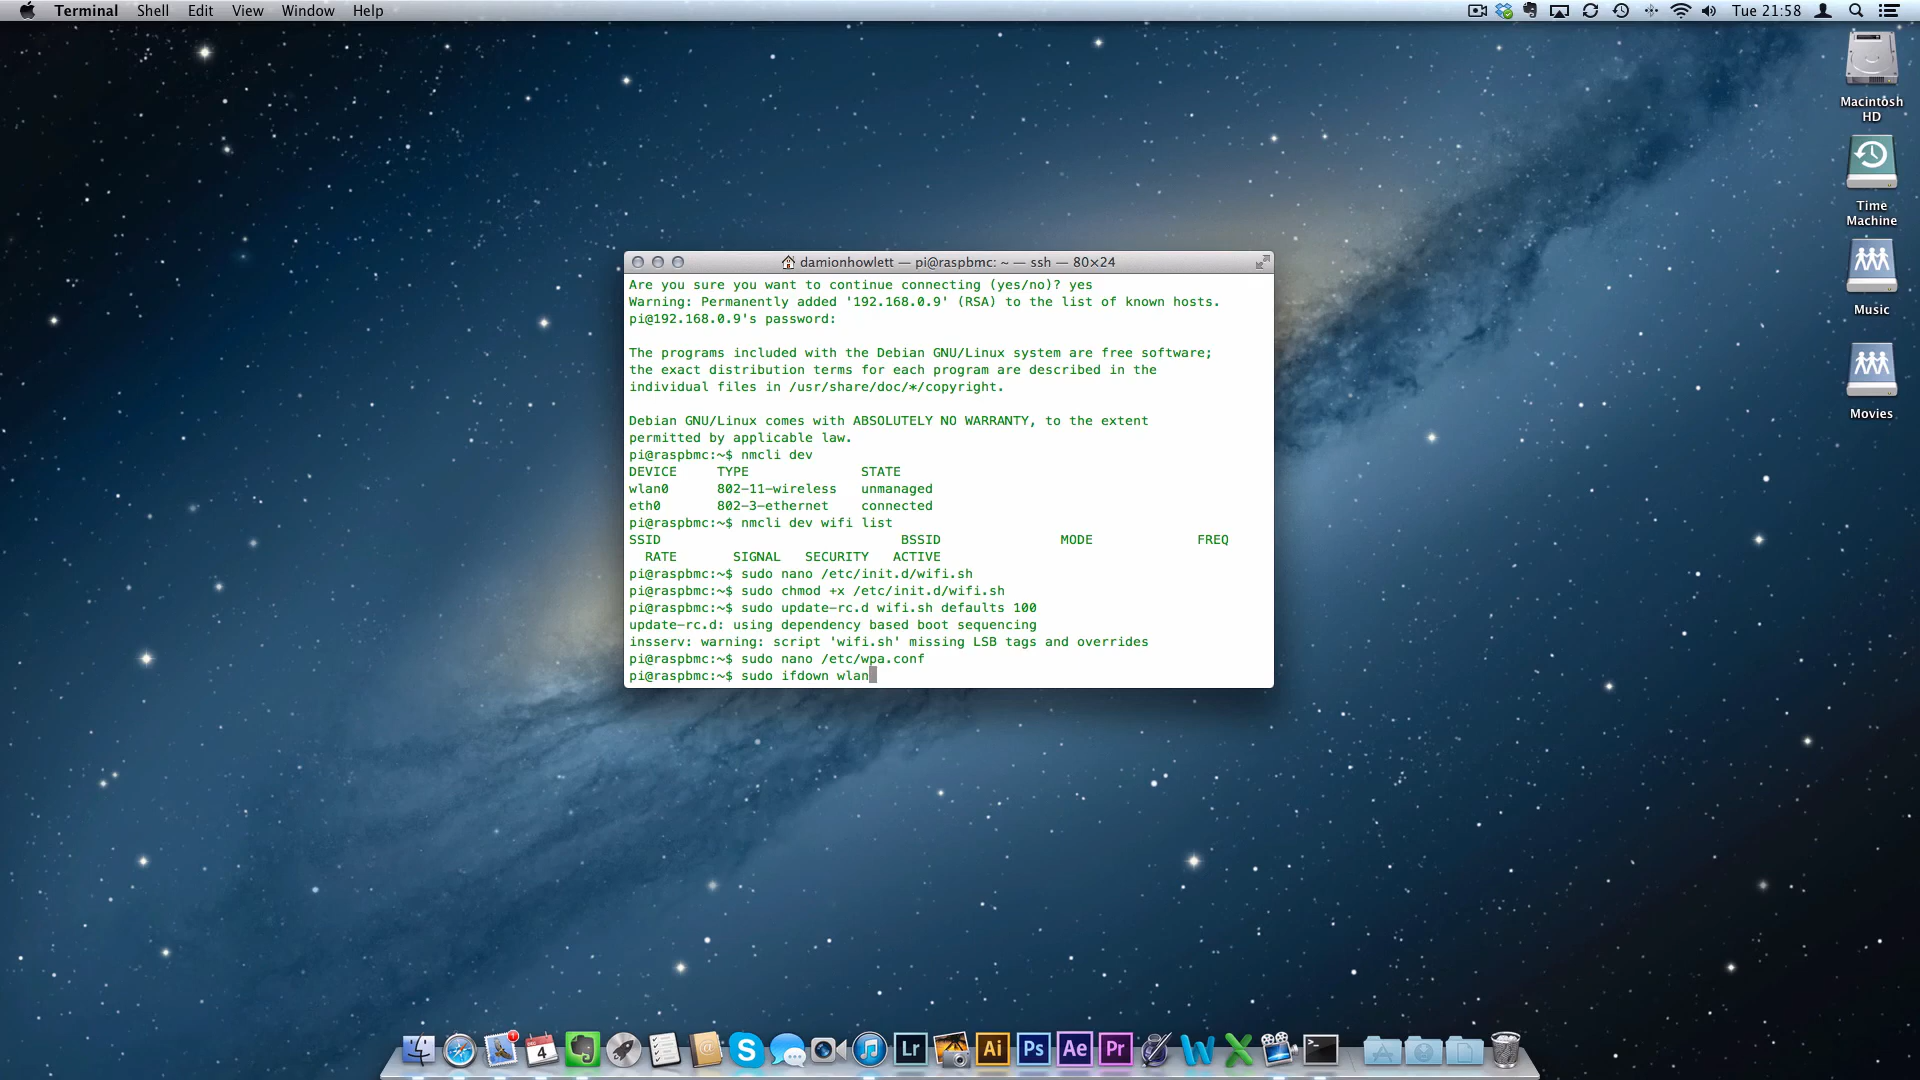 Terminal Shell Edit View Window Help Tue 21:58
Macintosh
HD
Time
Machine
Music
Movies
damionhowlett — pi@raspbmc: ~ — ssh — 80×24
Are you sure you want to continue connecting (yes/no)? yes
Warning: Permanently added '192.168.0.9' (RSA) to the list of known hosts.
pi@192.168.0.9's password:
The programs included with the Debian GNU/Linux system are free software;
the exact distribution terms for each program are described in the
individual files in /usr/share/doc/*/copyright.
Debian GNU/Linux comes with ABSOLUTELY NO WARRANTY, to the extent
permitted by applicable law.
pi@raspbmc:~$ nmcli dev
DEVICE TYPE STATE
wlan0 802-11-wireless unmanaged
eth0 802-3-ethernet connected
pi@raspbmc:~$ nmcli dev wifi list
SSID BSSID MODE FREQ
RATE SIGNAL SECURITY ACTIVE
pi@raspbmc:~$ sudo nano /etc/init.d/wifi.sh
pi@raspbmc:~$ sudo chmod +x /etc/init.d/wifi.sh
pi@raspbmc:~$ sudo update-rc.d wifi.sh defaults 100
update-rc.d: using dependency based boot sequencing
insserv: warning: script 'wifi.sh' missing LSB tags and overrides
pi@raspbmc:~$ sudo nano /etc/wpa.conf
pi@raspbmc:~$ sudo ifdown wlan
4 Lr Ai Ps Ae Pr